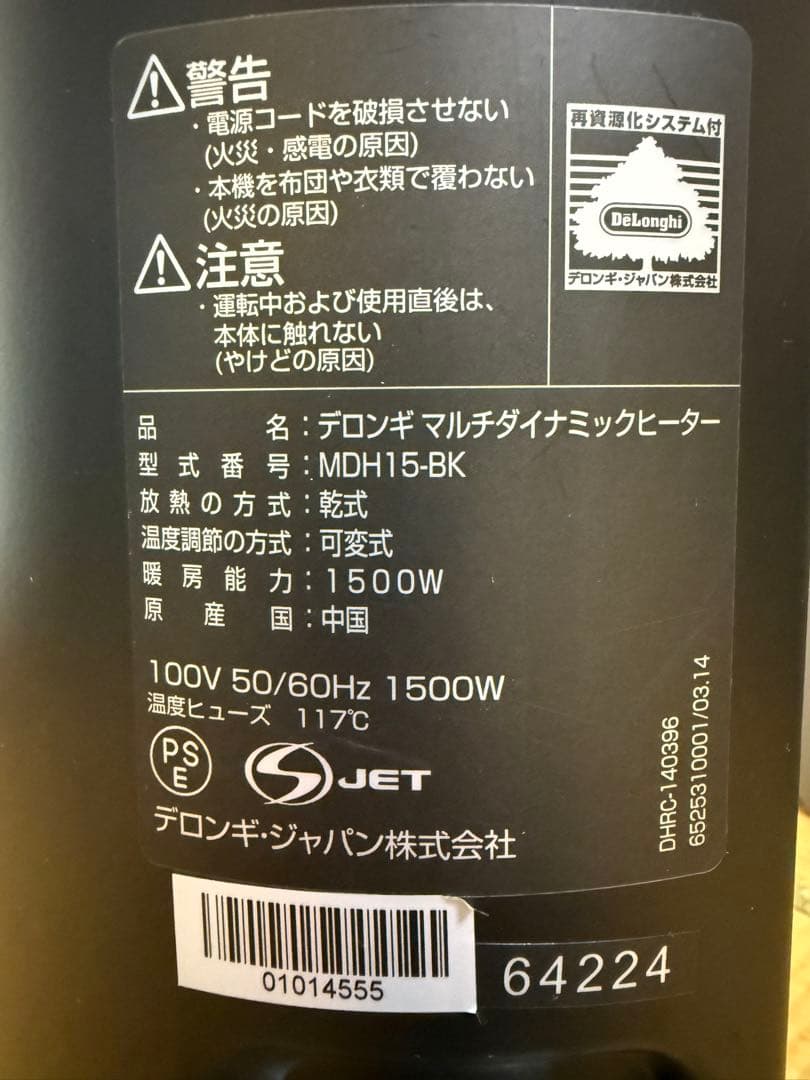 警告
・電源コードを破損させない
(火災・感電の原因)
・本機を布団や衣類で覆わない
(火災の原因)
注意
・運転中および使用直後は、
本体に触れない
(やけどの原因)
再資源化システム付
DeLonghi
デロンギ・ジャパン株式会社
品名：デロンギ マルチダイナミックヒーター
型式番号：MDH15-BK
放熱の方式：乾式
温度調節の方式：可変式
暖房能力：1500W
原産国：中国
100V 50/60Hz 1500W
温度ヒューズ 117℃
PS
E
S JET
デロンギ・ジャパン株式会社
DHRC-140396
6525310001/03.14
01014555
64224